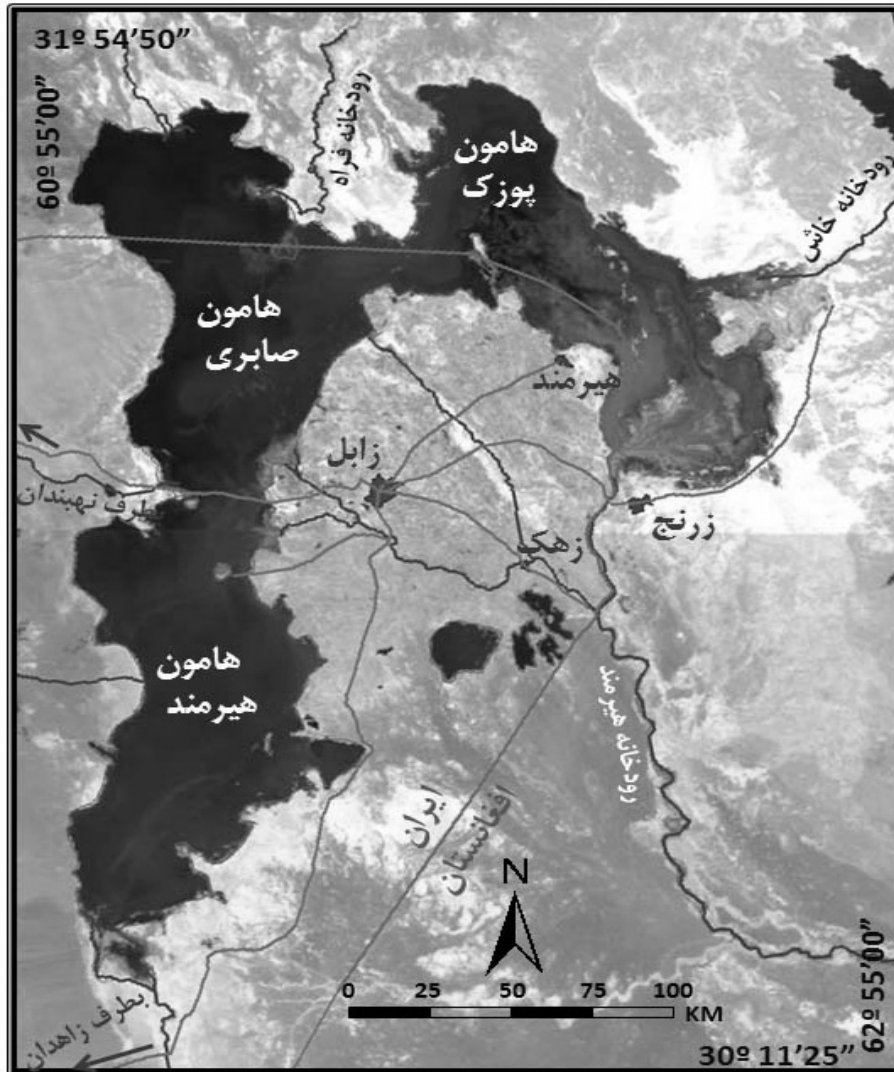 31º 54’50”
60º 55’00”
رودخانه فراه
هامون
پوزک
رودخانه خاش
هامون
صابری
هیرمند
زابل
بطرف نهبندان
زرنج
زهک
هامون
هیرمند
رودخانه هیرمند
ایران
افغانستان
N
0 25 50 75 100
KM
بطرف زاهدان
62º 55’00”
30º 11’25”